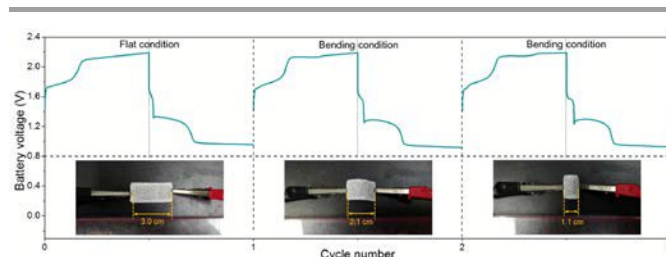 Flat condition
Bending condition
Bending condition
Battery voltage (V)
2.4
2.0
1.6
1.2
0.8
0.4
0.0
3.0 cm
2.1 cm
1.1 cm
0
1
2
Cycle number